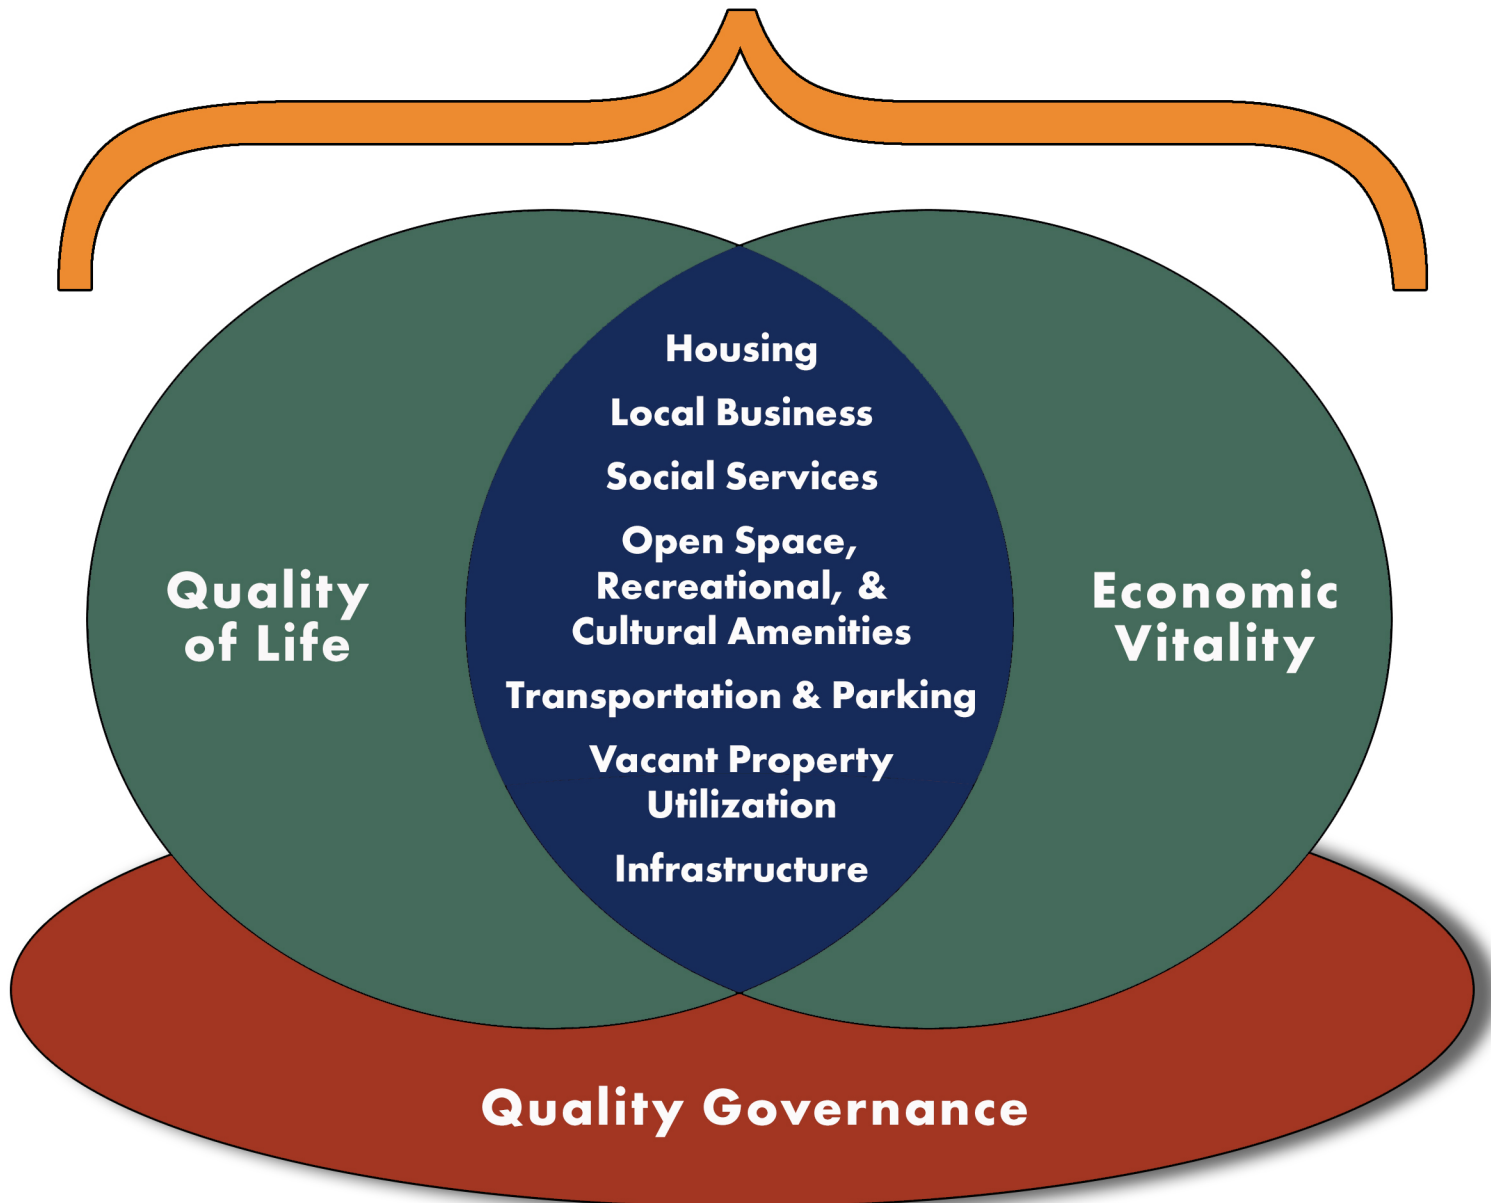 Housing
Local Business
Social Services
Open Space,
Recreational, &
Cultural Amenities
Quality
of Life
Economic
Vitality
Transportation & Parking
Vacant Property
Utilization
Infrastructure
Quality Governance